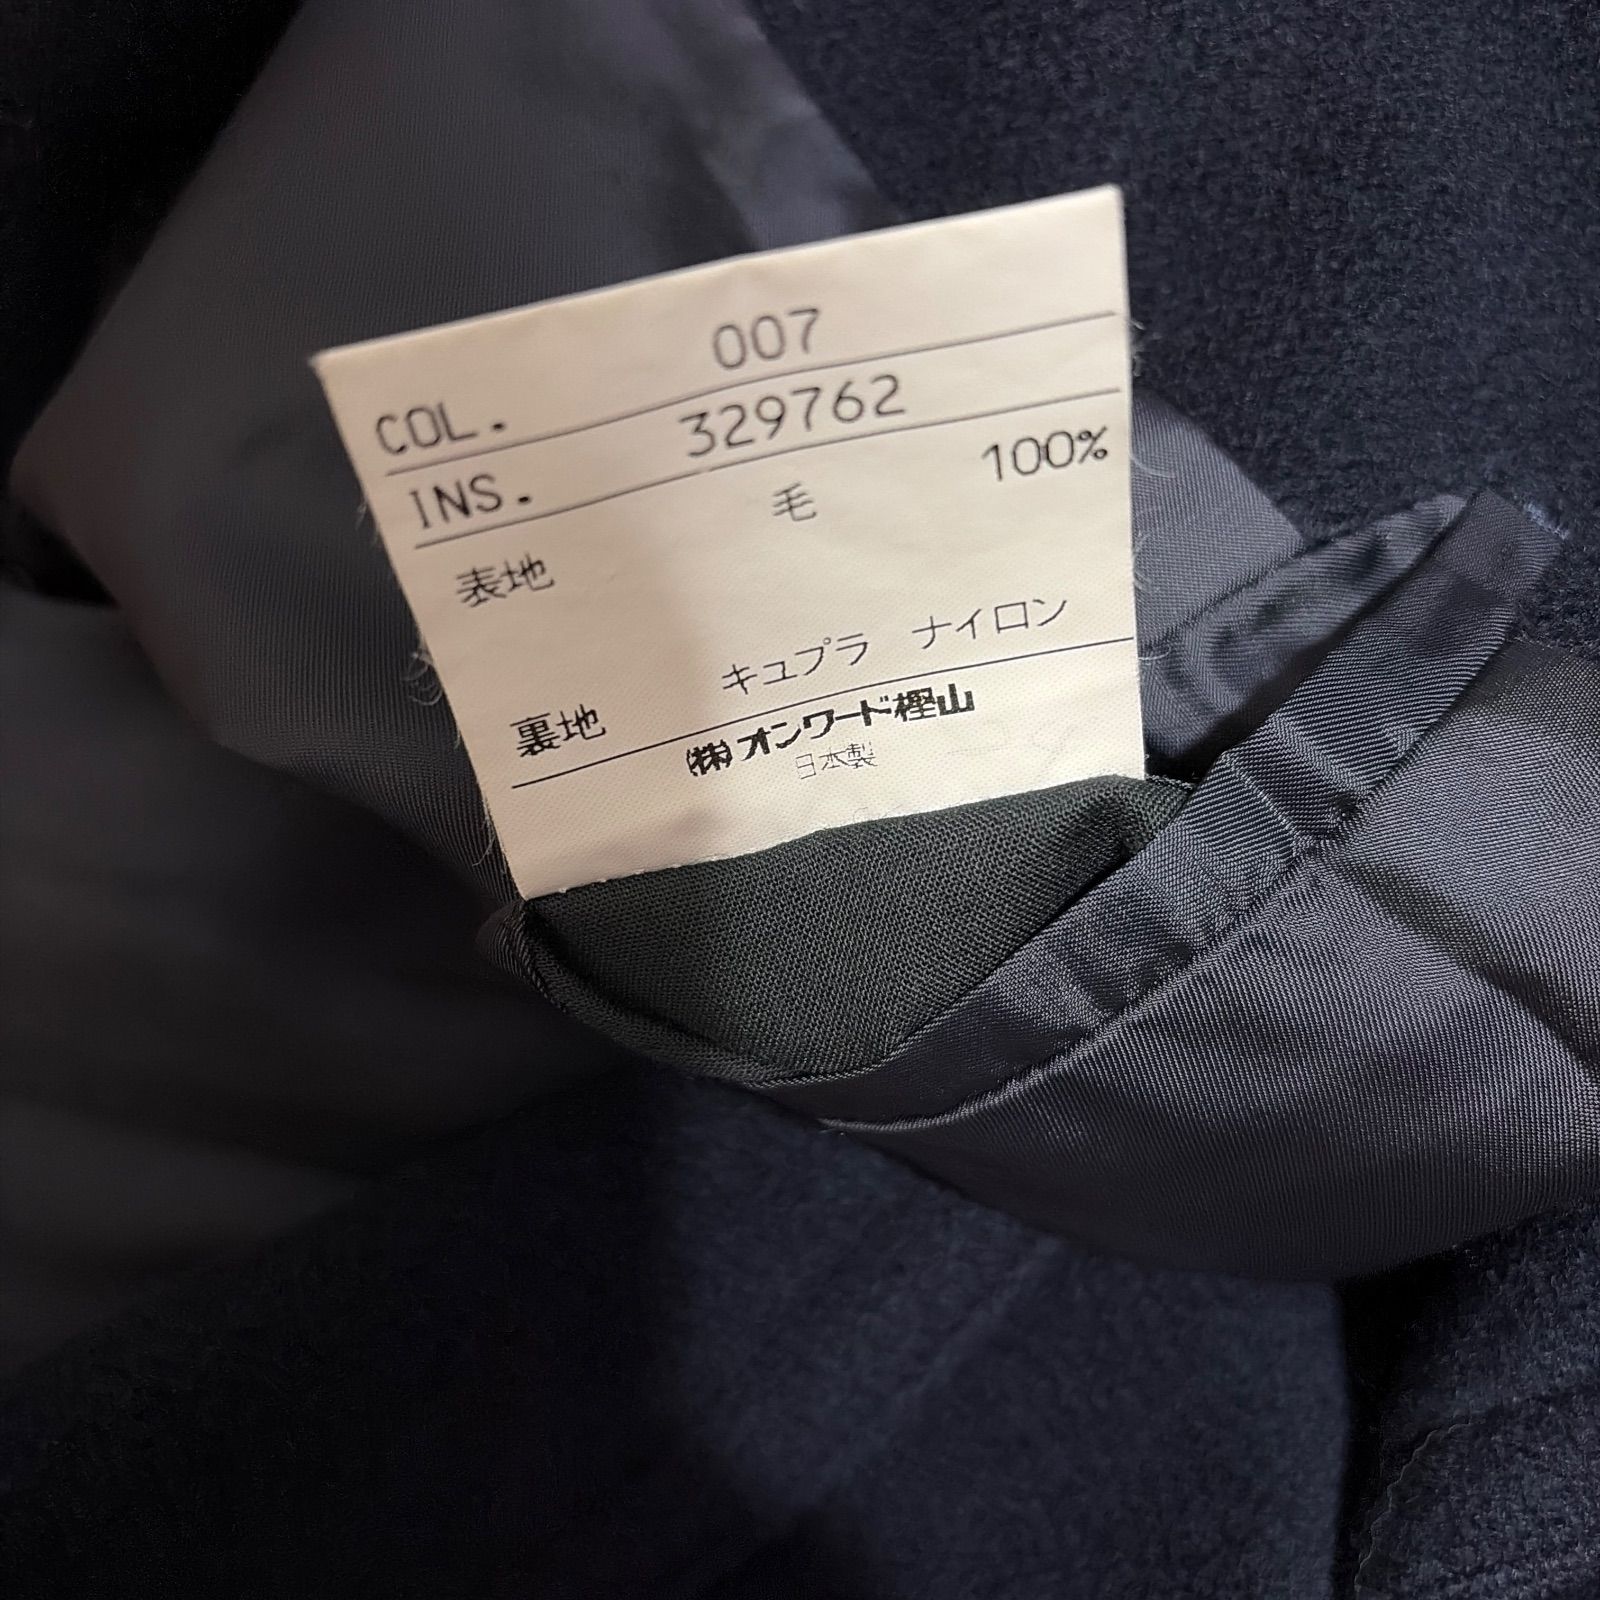 COL. 007
INS. 329762
表地 毛 100%
裏地 キュプラ ナイロン
(株)オンワード樫山
日本製